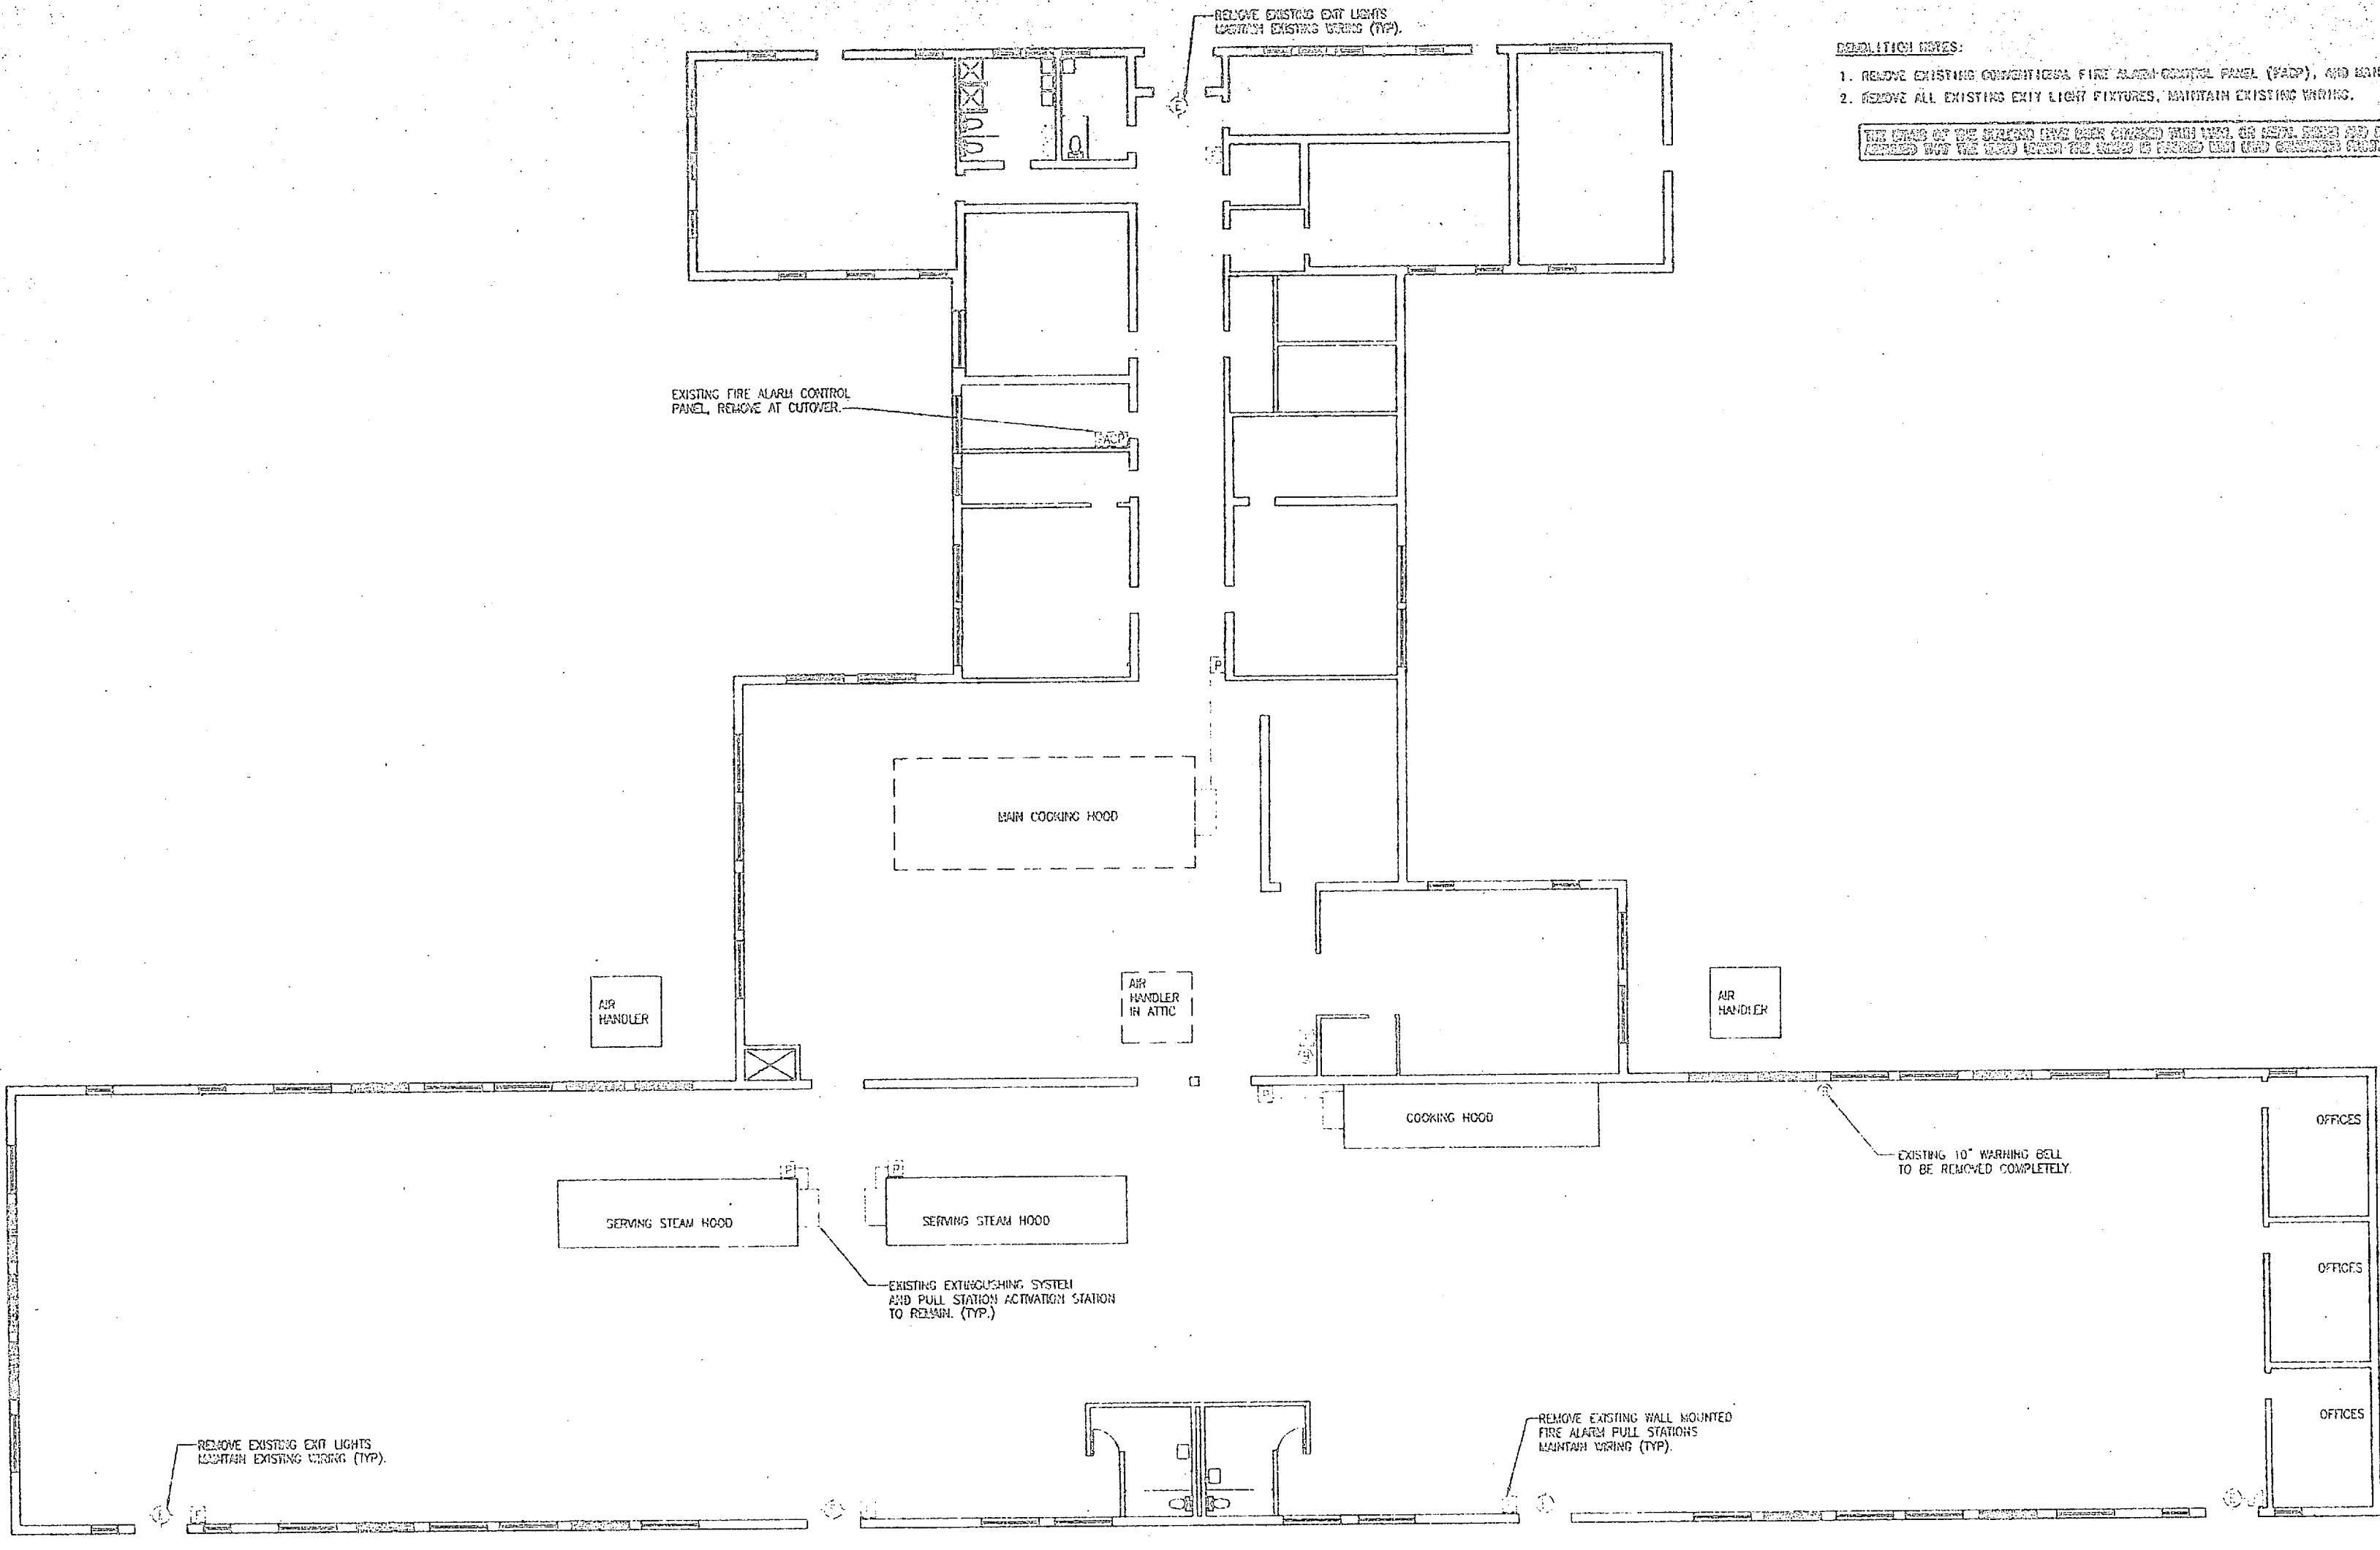 REMOVE EXISTING EXIT LIGHTS
MAINTAIN EXISTING WIRING (TYP).
DEMOLITION NOTES:
1. REMOVE EXISTING CONVENTIONAL FIRE ALARM CONTROL PANEL (FACP), AND
2. REMOVE ALL EXISTING EXIT LIGHT FIXTURES, MAINTAIN EXISTING WIRING.
E
EXISTING FIRE ALARM CONTROL
PANEL, REMOVE AT CUTOVER.
FACP
P
MAIN COOKING HOOD
AIR
HANDLER
AIR
HANDLER
IN ATTIC
AIR
HANDLER
P
COOKING HOOD
OFFICES
EXISTING 10" WARNING BELL
TO BE REMOVED COMPLETELY.
P
P
SERVING STEAM HOOD
SERVING STEAM HOOD
OFFICES
EXISTING EXTINGUSHING SYSTEM
AND PULL STATION ACTIVATION STATION
TO REMAIN. (TYP.)
OFFICES
REMOVE EXISTING WALL MOUNTED
FIRE ALARM PULL STATIONS
MAINTAIN WIRING (TYP).
REMOVE EXISTING EXIT LIGHTS
MAINTAIN EXISTING WIRING (TYP).